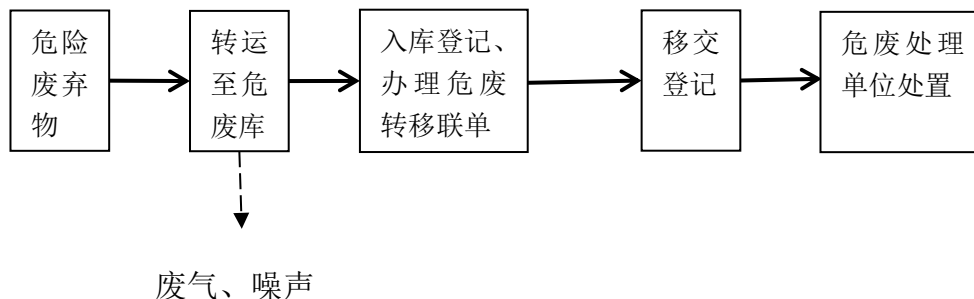 危险
废弃
物
转运
至危
废库
入库登记、
办理危废
转移联单
移交
登记
危废处理
单位处置
废气、噪声